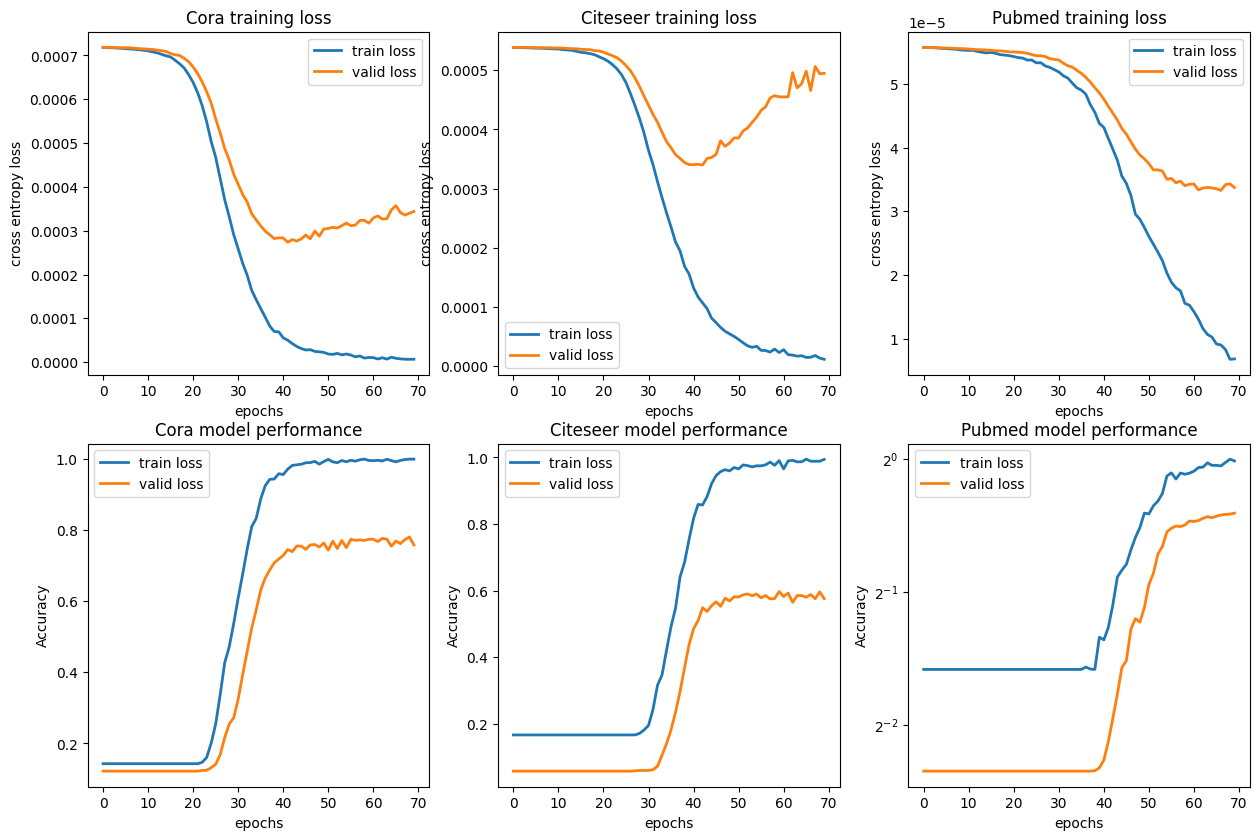 Cora training loss
train loss
valid loss
0.0007
0.0006
0.0005
0.0004
0.0003
0.0002
0.0001
0.0000
cross entropy loss
0 10 20 30 40 50 60 70
epochs
Citeseer training loss
0.0005
0.0004
0.0003
0.0002
0.0001
0.0000
cross entropy loss
train loss
valid loss
0 10 20 30 40 50 60 70
epochs
Pubmed training loss
1e−5
train loss
valid loss
5
4
3
2
1
cross entropy loss
0 10 20 30 40 50 60 70
epochs
Cora model performance
train loss
valid loss
1.0
0.8
0.6
0.4
0.2
Accuracy
0 10 20 30 40 50 60 70
epochs
Citeseer model performance
train loss
valid loss
1.0
0.8
0.6
0.4
0.2
Accuracy
0 10 20 30 40 50 60 70
epochs
Pubmed model performance
train loss
valid loss
2⁰
2⁻¹
2⁻²
Accuracy
0 10 20 30 40 50 60 70
epochs